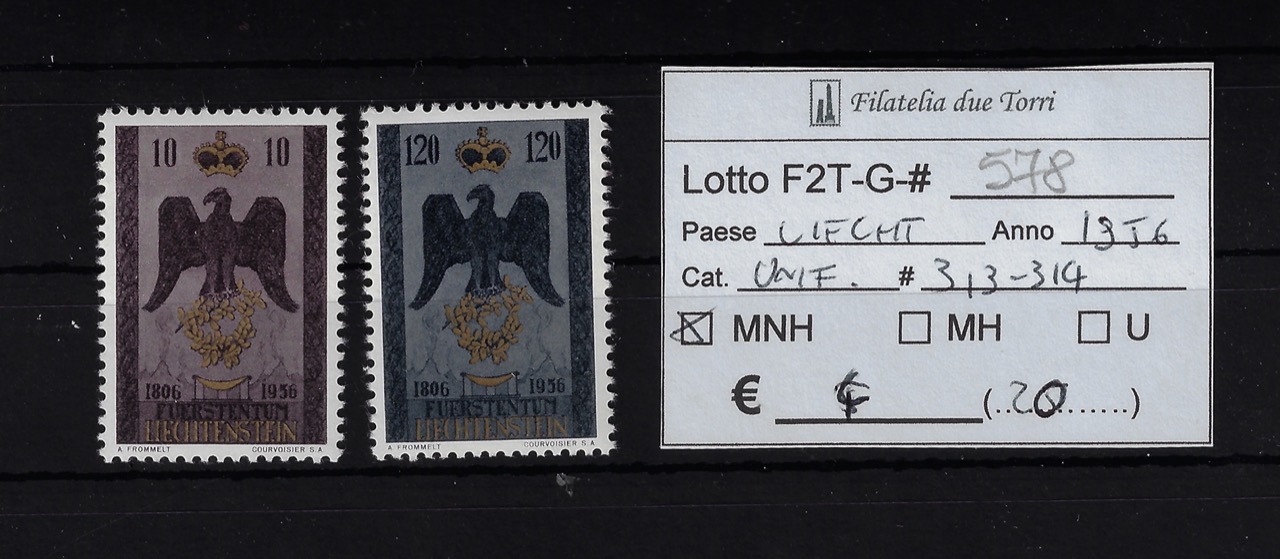 10 10
1806 1956
FUERSTENTUM
LIECHTENSTEIN
A FROMMELT COURVOISIER S.A
120 120
1806 1956
FUERSTENTUM
LIECHTENSTEIN
A FROMMELT COURVOISIER S.A
Filatelia due Torri
Lotto F2T-G-# 578
Paese LIECHT Anno 1956
Cat. UNIF. # 313-314
MNH MH U
€ (..20......)